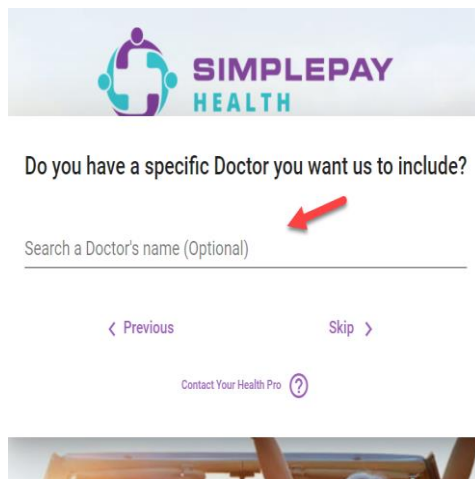 SIMPLEPAY
HEALTH
Do you have a specific Doctor you want us to include?
Search a Doctor's name (Optional)
Previous Skip
Contact Your Health Pro ?